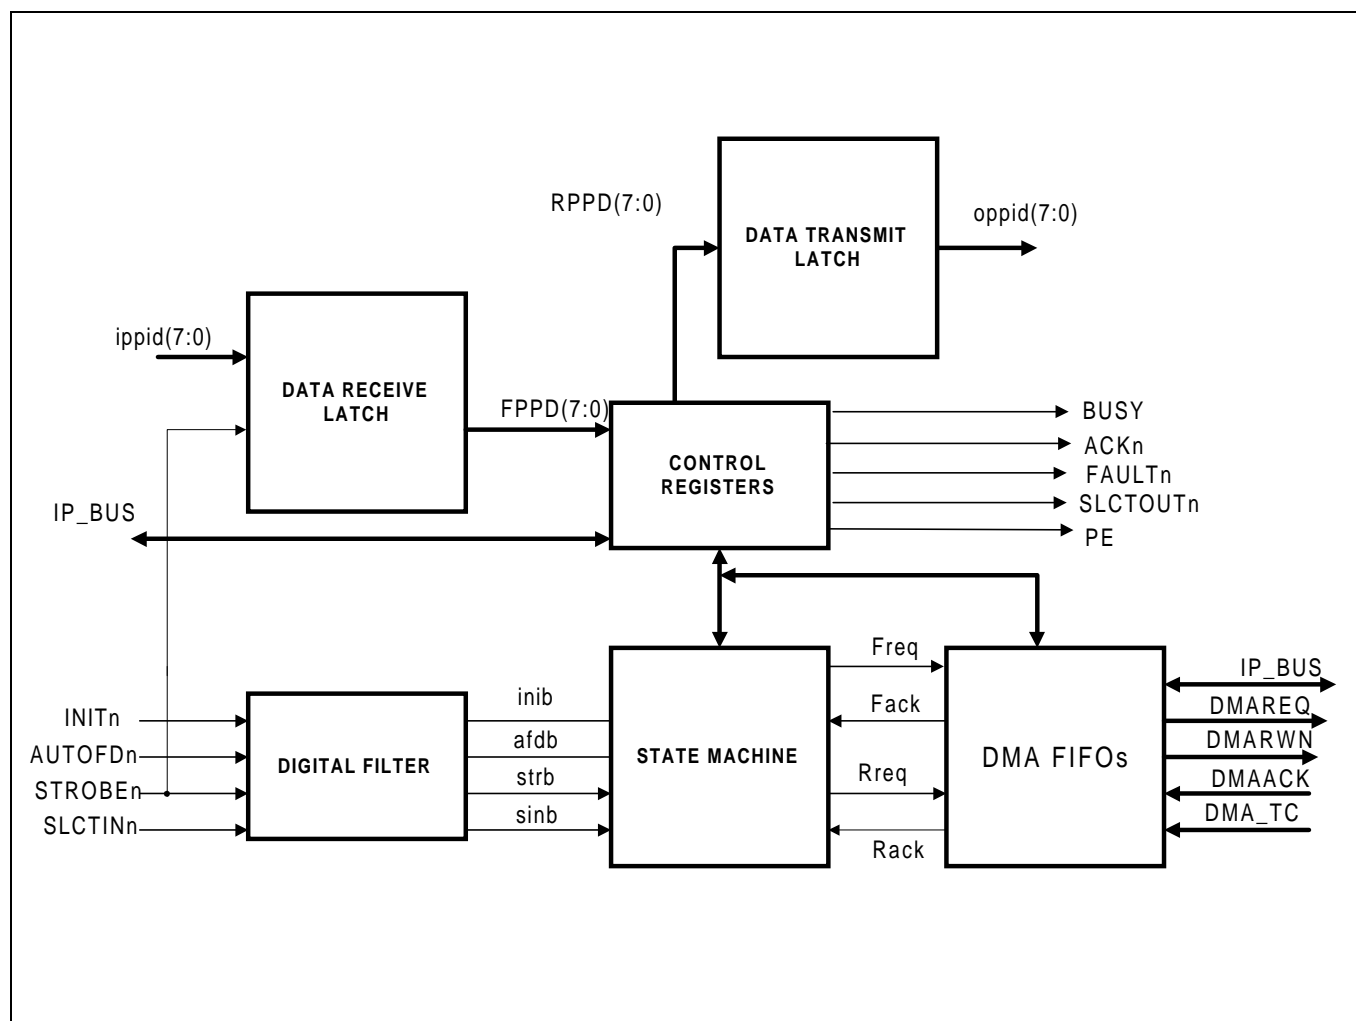 RPPD(7:0)
DATA TRANSMIT
LATCH
oppid(7:0)
ippid(7:0)
DATA RECEIVE
LATCH
FPPD(7:0)
CONTROL
REGISTERS
BUSY
ACKn
FAULTn
SLCTOUTn
PE
IP_BUS
INITn
AUTOFDn
STROBEn
SLCTINn
DIGITAL FILTER
inib
afdb
strb
sinb
STATE MACHINE
Freq
Fack
Rreq
Rack
DMA FIFOs
IP_BUS
DMAREQ
DMARWN
DMAACK
DMA_TC